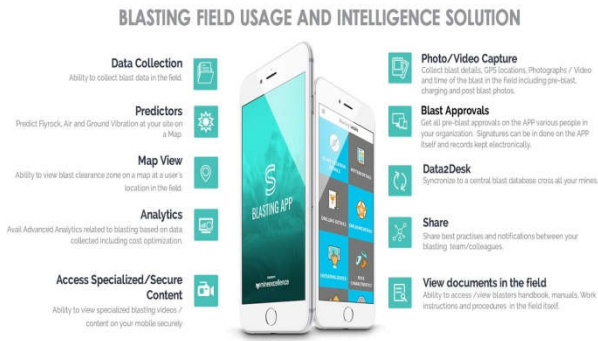 BLASTING FIELD USAGE AND INTELLIGENCE SOLUTION
Data Collection
Ability to collect blast data in the field.
Predictors
Predict Flyrock, Air and Ground Vibration at your site on
a Map.
Map View
Ability to view blast clearance zone on a map at a user's
location in the field.
Analytics
Avail Advanced Analytics related to blasting based on data
collected including cost optimization.
Access Specialized/Secure
Content
Ability to view specialized blasting videos /
content on your mobile securely
BLASTING APP
mineexcellence
Photo/Video Capture
Collect blast details, GPS locations, Photographs / Video
and time of the blast in the field including pre-blast,
charging and post blast photos.
Blast Approvals
Get all pre-blast approvals on the APP various people in
your organization. Signatures can be in done on the APP
itself and records kept electronically.
Data2Desk
Syncronize to a central blast database cross all your mines.
Share
Share best practises and notifications between your
blasting team/colleagues.
View documents in the field
Ability to access /view blasters handbook, manuals, Work
instructions and procedures in the field itself.